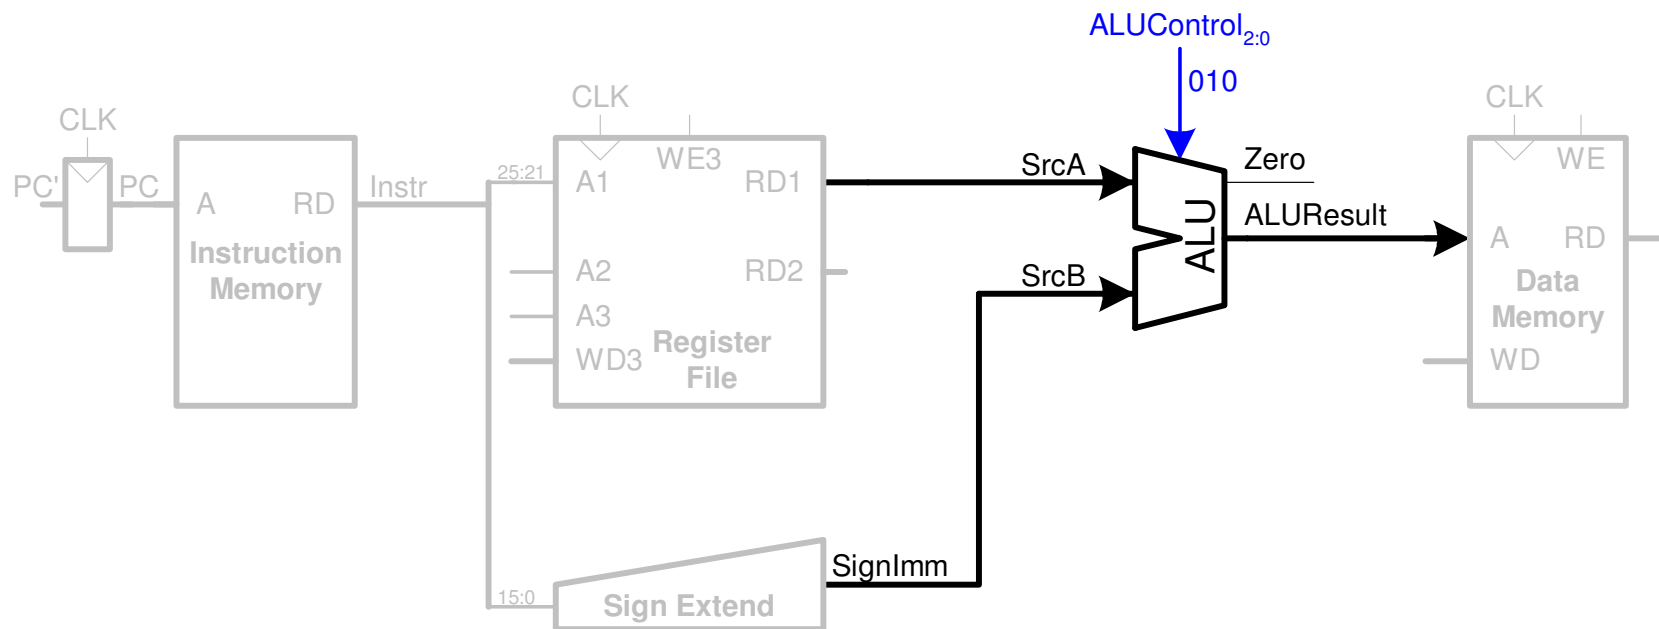 ALUControl2:0
010
CLK
CLK
CLK
PC'
PC
A
RD
Instr
Instruction
Memory
25:21
A1
WE3
RD1
A2
RD2
A3
WD3
Register
File
SrcA
SrcB
ALU
Zero
ALUResult
WE
A
RD
Data
Memory
WD
SignImm
15:0
Sign Extend